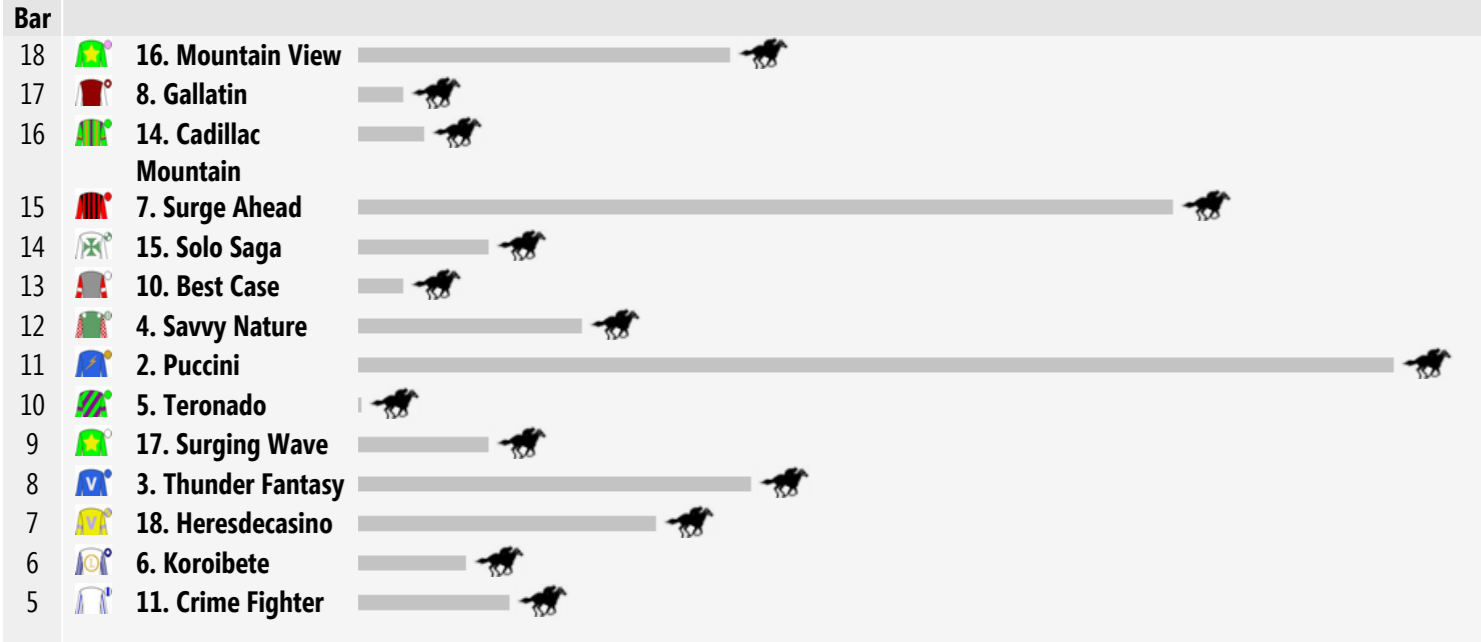 Bar
18 16. Mountain View
17 8. Gallatin
16 14. Cadillac
Mountain
15 7. Surge Ahead
14 15. Solo Saga
13 10. Best Case
12 4. Savvy Nature
11 2. Puccini
10 5. Teronado
9 17. Surging Wave
8 V 3. Thunder Fantasy
7 V 18. Heresdecasino
6 L 6. Koroibete
5 11. Crime Fighter